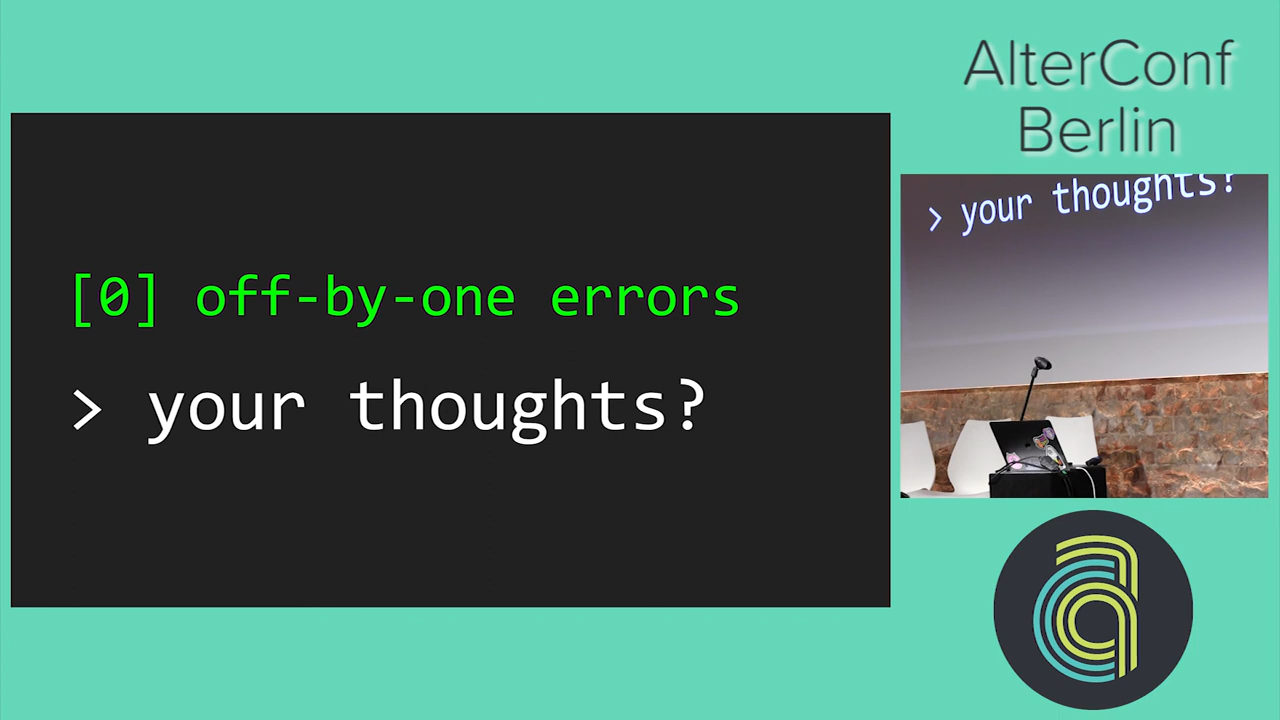 AlterConf
Berlin
[0] off-by-one errors
> your thoughts?
> your thoughts?